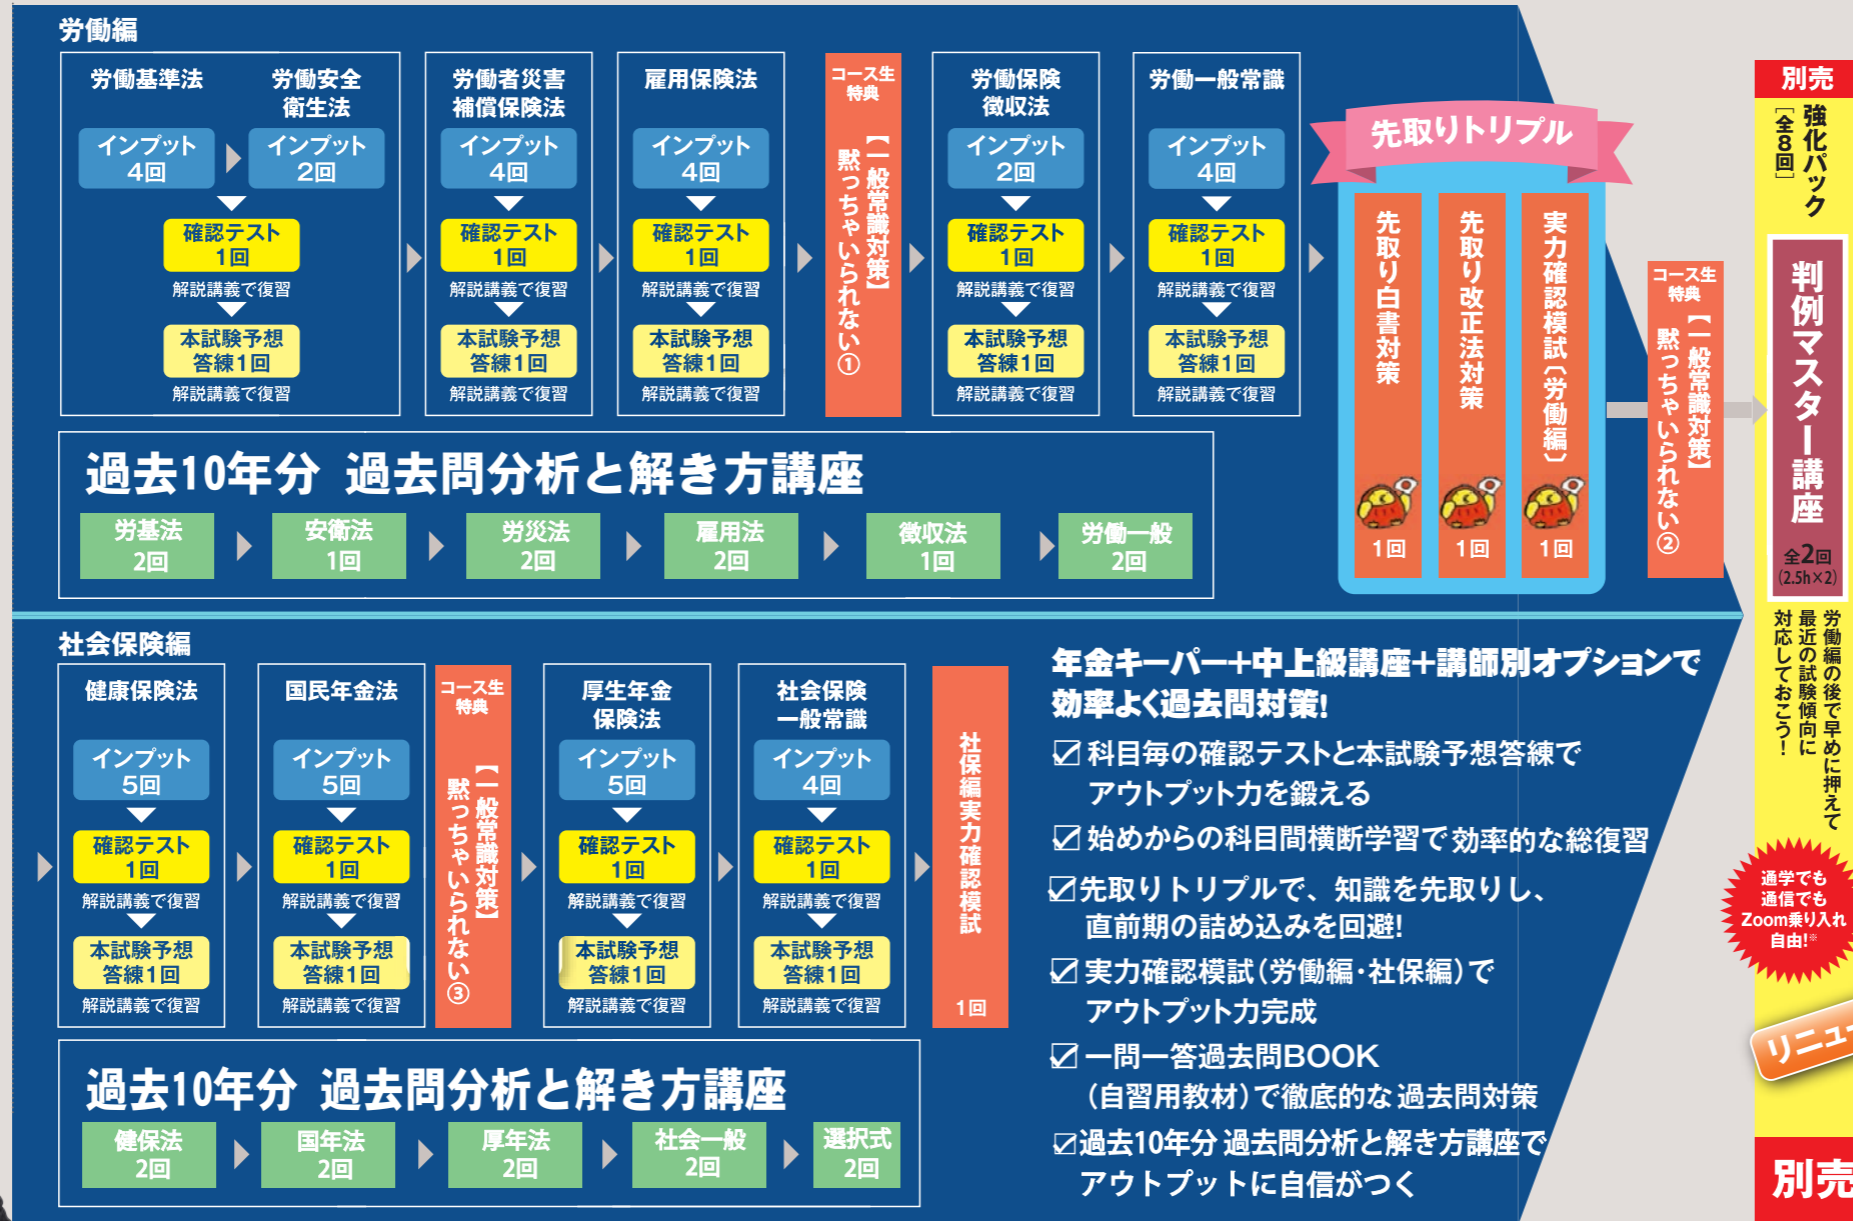 労働編
労働基準法
インプット
4回
労働安全
衛生法
インプット
2回
確認テスト
1回
解説講義で復習
本試験予想
答練1回
解説講義で復習
労働者災害
補償保険法
インプット
4回
確認テスト
1回
解説講義で復習
本試験予想
答練1回
解説講義で復習
雇用保険法
インプット
4回
確認テスト
1回
解説講義で復習
本試験予想
答練1回
解説講義で復習
コース生
特典
【一般常識対策】
黙っちゃいられない①
労働保険
徴収法
インプット
2回
確認テスト
1回
解説講義で復習
本試験予想
答練1回
解説講義で復習
労働一般常識
インプット
4回
確認テスト
1回
解説講義で復習
本試験予想
答練1回
解説講義で復習
先取りトリプル
先取り白書対策
1回
先取り改正法対策
1回
実力確認模試〔労働編〕
1回
コース生
特典
【一般常識対策】
黙っちゃいられない②
過去10年分 過去問分析と解き方講座
労基法
2回
安衛法
1回
労災法
2回
雇用法
2回
徴収法
1回
労働一般
2回
社会保険編
健康保険法
インプット
5回
確認テスト
1回
解説講義で復習
本試験予想
答練1回
解説講義で復習
国民年金法
インプット
5回
確認テスト
1回
解説講義で復習
本試験予想
答練1回
解説講義で復習
コース生
特典
【一般常識対策】
黙っちゃいられない③
厚生年金
保険法
インプット
5回
確認テスト
1回
解説講義で復習
本試験予想
答練1回
解説講義で復習
社会保険
一般常識
インプット
4回
確認テスト
1回
解説講義で復習
本試験予想
答練1回
解説講義で復習
社保編実力確認模試
1回
過去10年分 過去問分析と解き方講座
健保法
2回
国年法
2回
厚年法
2回
社会一般
2回
選択式
2回
年金キーパー＋中上級講座＋講師別オプションで
効率よく過去問対策!
☑科目毎の確認テストと本試験予想答練で
アウトプット力を鍛える
☑始めからの科目間横断学習で効率的な総復習
☑先取りトリプルで、知識を先取りし、
直前期の詰め込みを回避!
☑実力確認模試（労働編・社保編）で
アウトプット力完成
☑一問一答過去問BOOK
（自習用教材）で徹底的な過去問対策
☑過去10年分 過去問分析と解き方講座で
アウトプットに自信がつく
別売
強化パック
［全8回］
判例マスター講座
全2回
(2.5h×2)
労働編の後で早めに押えて
最近の試験傾向に
対応しておこう！
通学でも
通信でも
Zoom乗り入れ
自由!※
リニュー
別売